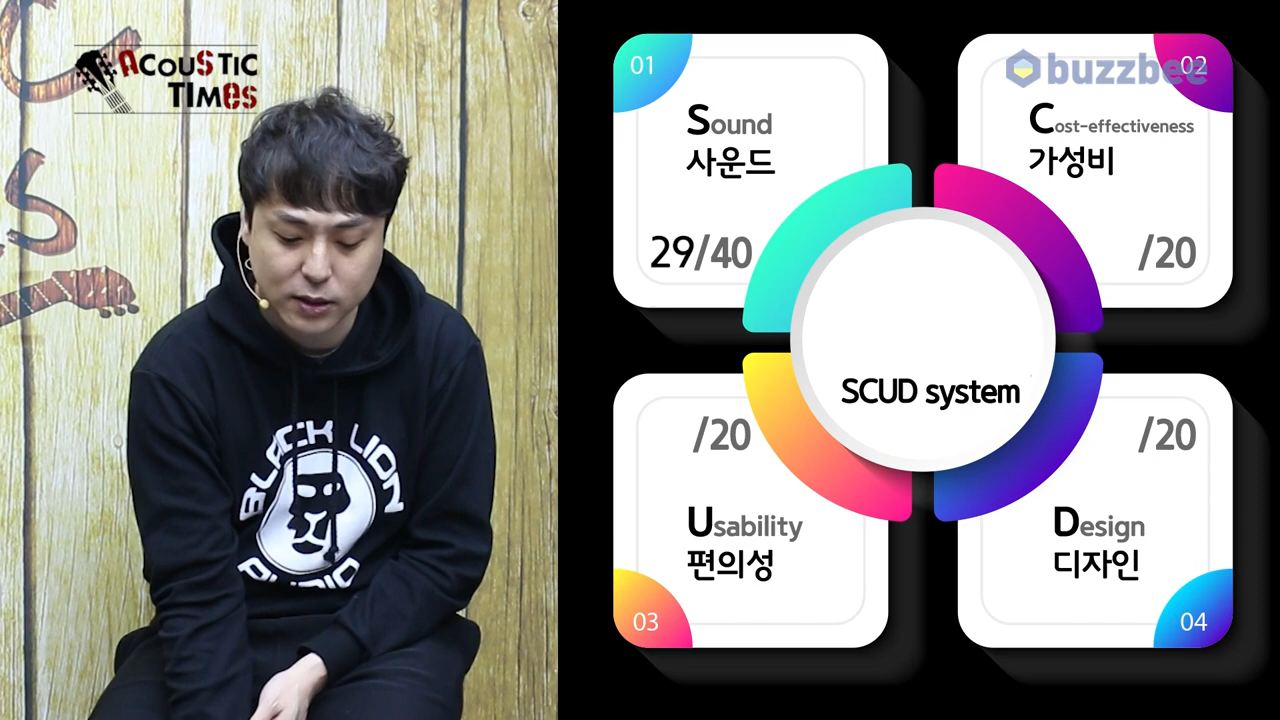 ACOUSTIC
TIMES
BLACK LION
AUDIO
01
Sound
사운드
29/40
buzzbee
02
Cost-effectiveness
가성비
/20
SCUD system
/20
Usability
편의성
03
/20
Design
디자인
04